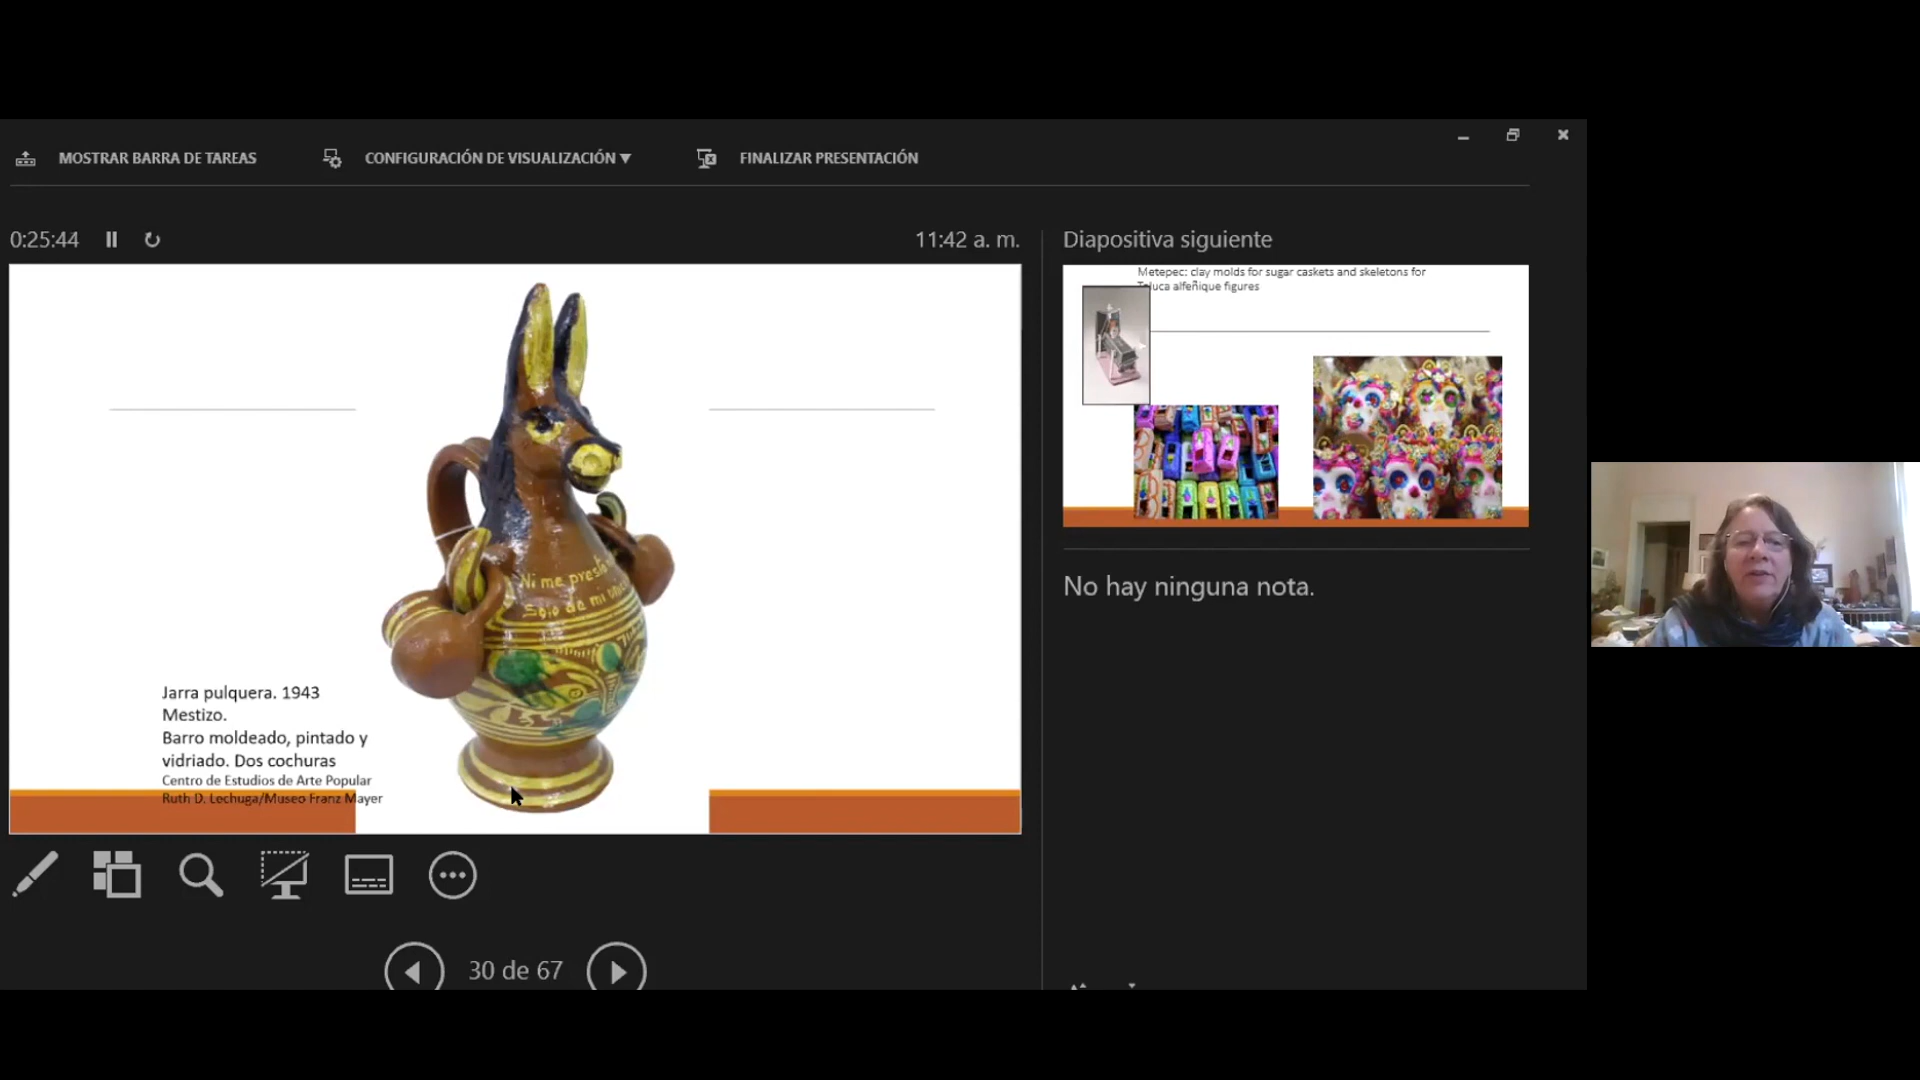 MOSTRAR BARRA DE TAREAS
CONFIGURACIÓN DE VISUALIZACIÓN ▼
FINALIZAR PRESENTACIÓN
0:25:44
11:42 a. m.
Ni me presto
Solo de mi
Jarra pulquera. 1943
Mestizo.
Barro moldeado, pintado y
vidriado. Dos cochuras
Centro de Estudios de Arte Popular
Ruth D. Lechuga/Museo Franz Mayer
30 de 67
Diapositiva siguiente
Metepec: clay molds for sugar caskets and skeletons for
Toluca alfeñique figures
No hay ninguna nota.